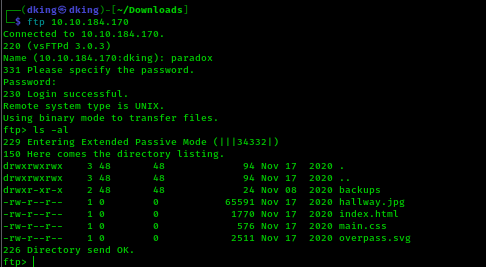 ┌──(dking㉿dking)-[~/Downloads]
└─$ ftp 10.10.184.170
Connected to 10.10.184.170.
220 (vsFTPd 3.0.3)
Name (10.10.184.170:dking): paradox
331 Please specify the password.
Password:
230 Login successful.
Remote system type is UNIX.
Using binary mode to transfer files.
ftp> ls -al
229 Entering Extended Passive Mode (|||34332|)
150 Here comes the directory listing.
drwxrwxrwx    3 48       48             94 Nov 17  2020 .
drwxrwxrwx    3 48       48             94 Nov 17  2020 ..
drwxr-xr-x    2 48       48             24 Nov 08  2020 backups
-rw-r--r--    1 0        0           65591 Nov 17  2020 hallway.jpg
-rw-r--r--    1 0        0            1770 Nov 17  2020 index.html
-rw-r--r--    1 0        0             576 Nov 17  2020 main.css
-rw-r--r--    1 0        0            2511 Nov 17  2020 overpass.svg
226 Directory send OK.
ftp>